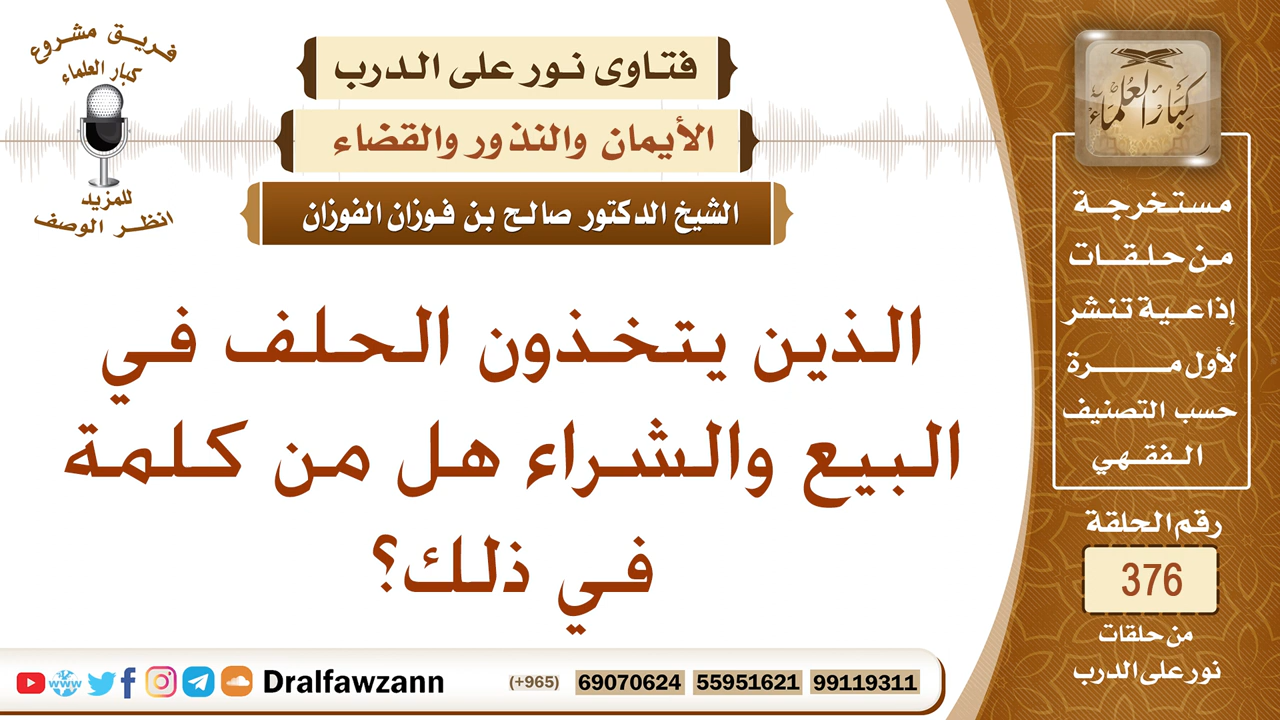 فريق مشروع
كبار العلماء
للمزيد
انظر الوصف
فتاوى نور على الدرب
الأيمان والنذور والقضاء
الشيخ الدكتور صالح بن فوزان الفوزان
الذين يتخذون الحلف في
البيع والشراء هل من كلمة
في ذلك؟
كبار العلماء
مستخرجة
من حلقات
إذاعية تنشر
لأول مرة
حسب التصنيف
الفقهي
رقم الحلقة
376
من حلقات
نور على الدرب
www Dralfawzann (+965) 69070624 55951621 99119311